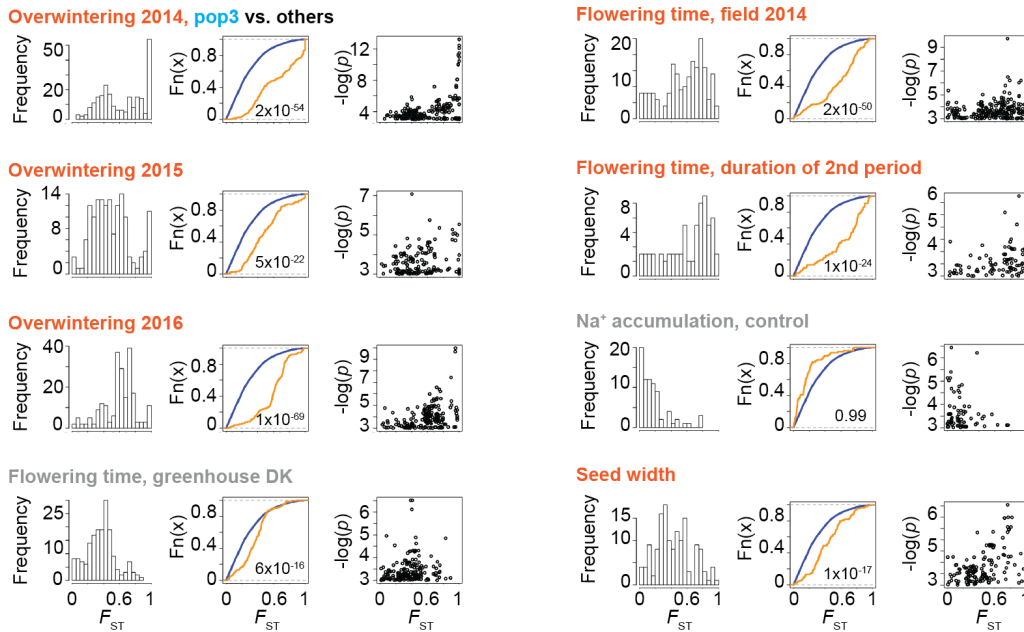 Overwintering 2014, pop3 vs. others
Frequency
50
20
0
Fn(x)
0.8
0.4
0
2x10-54
-log(p)
12
8
6
4
Overwintering 2015
Frequency
14
8
4
0
Fn(x)
0.8
0.4
0
5x10-22
-log(p)
7
5
4
3
Overwintering 2016
Frequency
40
20
0
Fn(x)
0.8
0.4
0
1x10-69
-log(p)
9
7
5
3
Flowering time, greenhouse DK
Frequency
25
15
5
0
Fn(x)
0.8
0.4
0
6x10-16
-log(p)
6
5
4
3
0 0.6 1
FST
0 0.6 1
FST
0 0.6 1
FST
Flowering time, field 2014
Frequency
20
10
5
0
Fn(x)
0.8
0.4
0
2x10-50
-log(p)
9
7
5
3
Flowering time, duration of 2nd period
Frequency
8
4
0
Fn(x)
0.8
0.4
0
1x10-24
-log(p)
6
5
4
3
Na+ accumulation, control
Frequency
20
10
0
Fn(x)
0.8
0.4
0
0.99
-log(p)
6
5
4
3
Seed width
Frequency
15
10
5
0
Fn(x)
0.8
0.4
0
1x10-17
-log(p)
6
5
4
3
0 0.6 1
FST
0 0.6 1
FST
0 0.6 1
FST